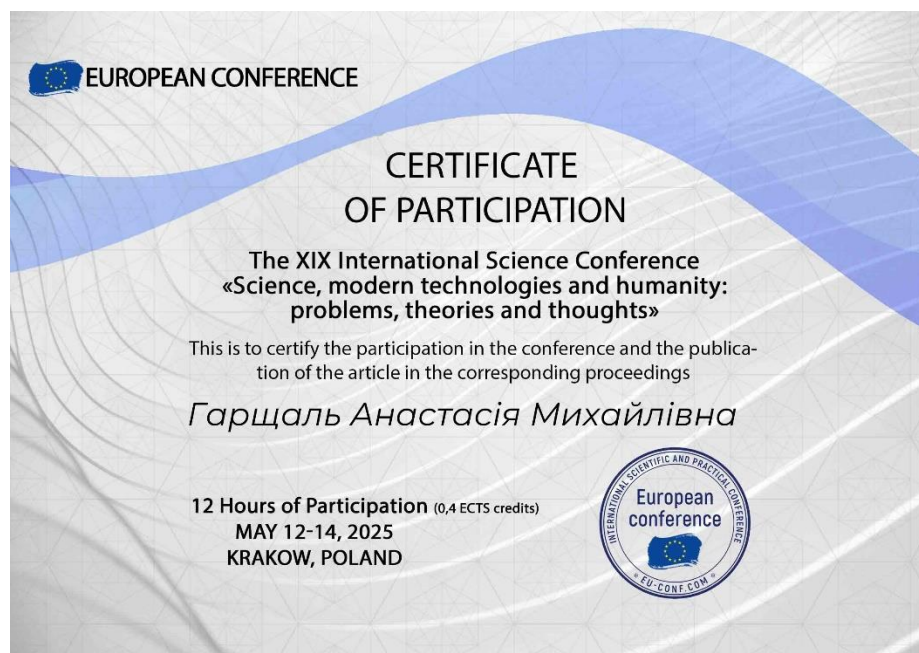 EUROPEAN CONFERENCE
CERTIFICATE
OF PARTICIPATION
The XIX International Science Conference
«Science, modern technologies and humanity:
problems, theories and thoughts»
This is to certify the participation in the conference and the publica-
tion of the article in the corresponding proceedings
Гарщаль Анастасія Михайлівна
12 Hours of Participation (0,4 ECTS credits)
MAY 12-14, 2025
KRAKOW, POLAND
INTERNATIONAL SCIENTIFIC AND PRACTICAL CONFERENCE
European
conference
EU-CONF.COM